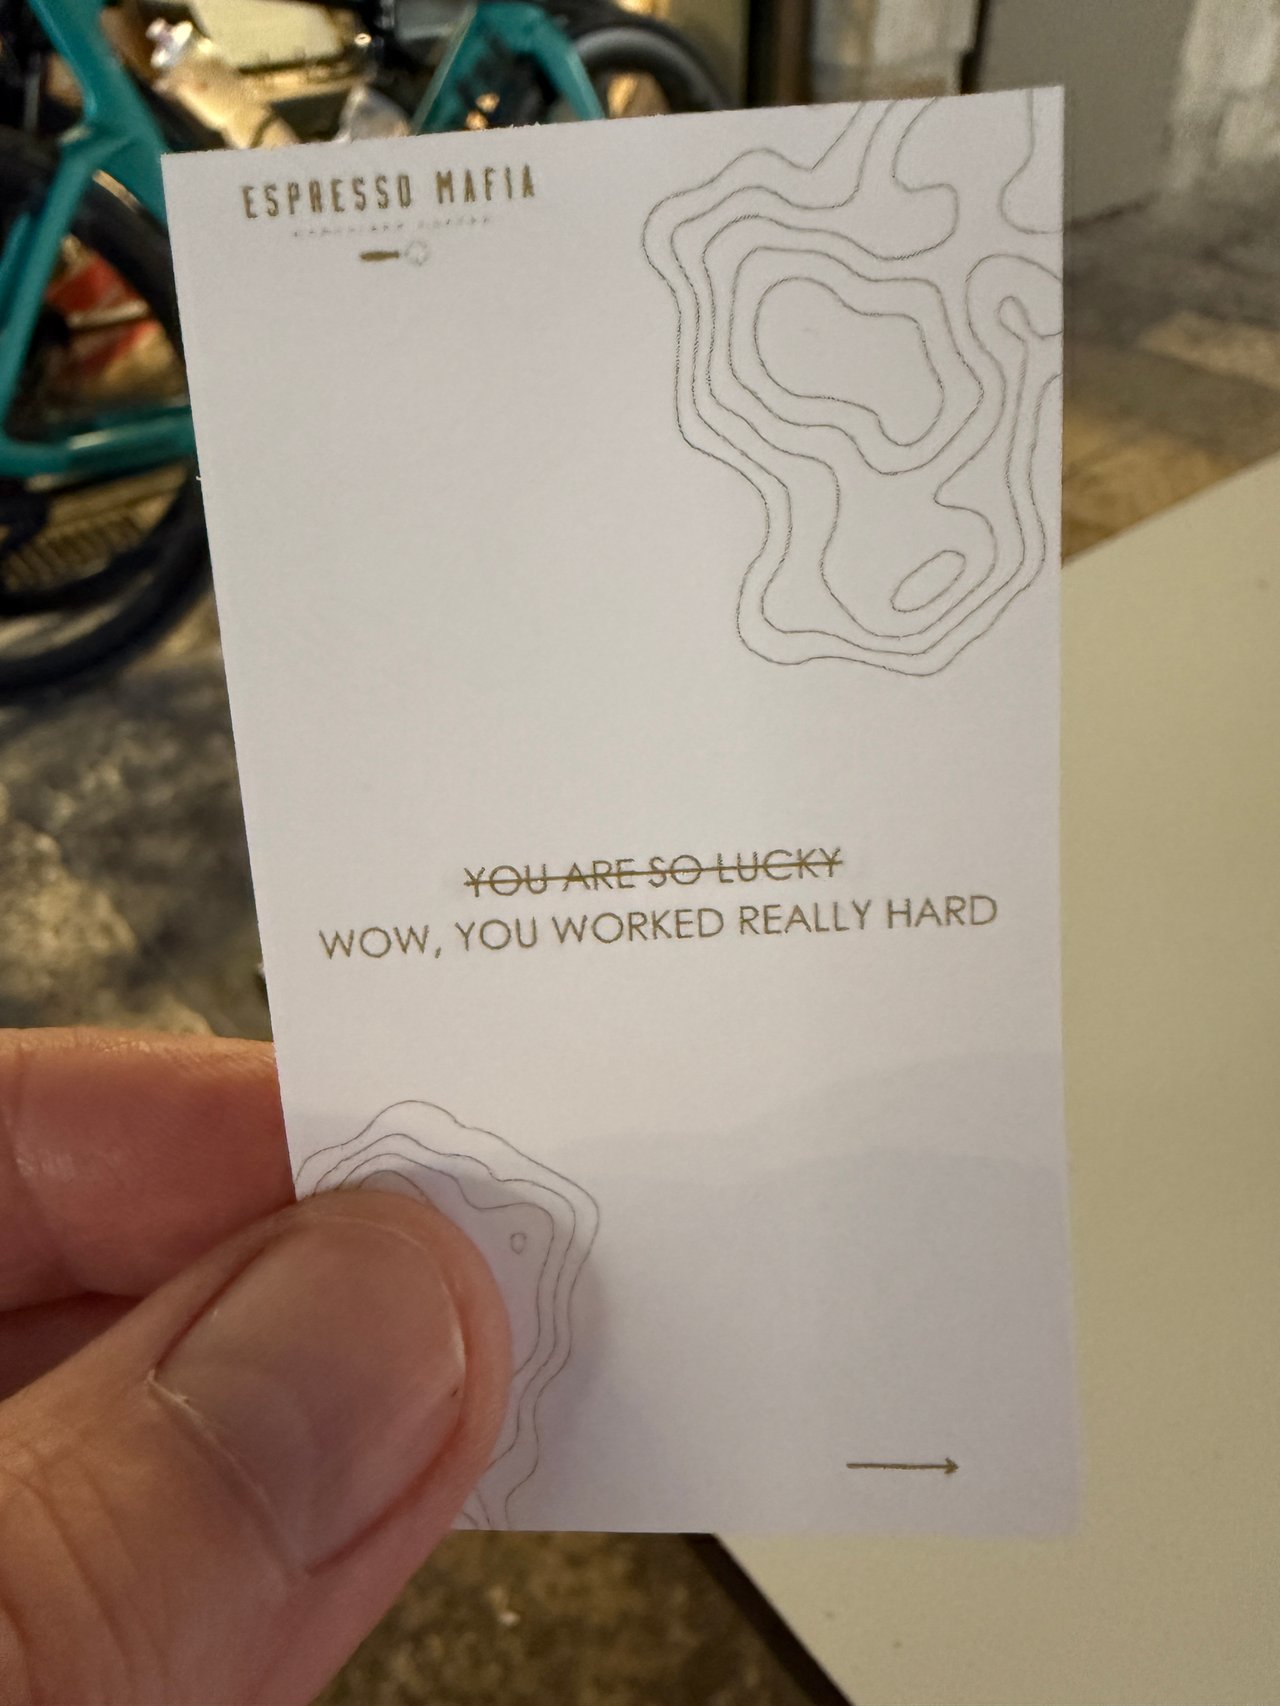 ESPRESSO MAFIA
YOU ARE SO LUCKY
WOW, YOU WORKED REALLY HARD